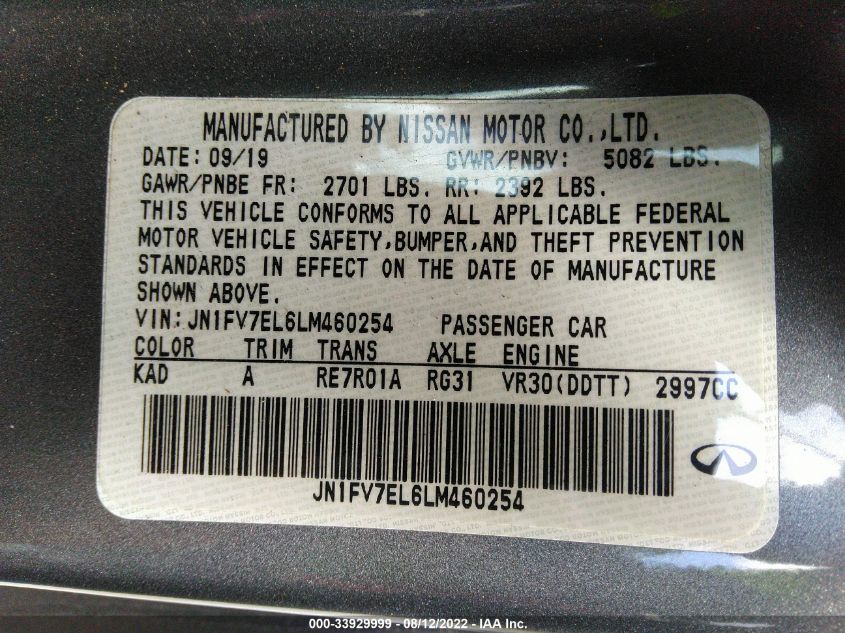 MANUFACTURED BY NISSAN MOTOR CO.,LTD.
DATE: 09/19 GVWR/PNBV: 5082 LBS.
GAWR/PNBE FR: 2701 LBS. RR: 2392 LBS.
THIS VEHICLE CONFORMS TO ALL APPLICABLE FEDERAL
MOTOR VEHICLE SAFETY,BUMPER,AND THEFT PREVENTION
STANDARDS IN EFFECT ON THE DATE OF MANUFACTURE
SHOWN ABOVE.
VIN:JN1FV7EL6LM460254 PASSENGER CAR
COLOR TRIM TRANS AXLE ENGINE
KAD A RE7R01A RG31 VR30(DDTT) 2997CC
JN1FV7EL6LM460254
000-33929999 - 08/12/2022 - IAA Inc.